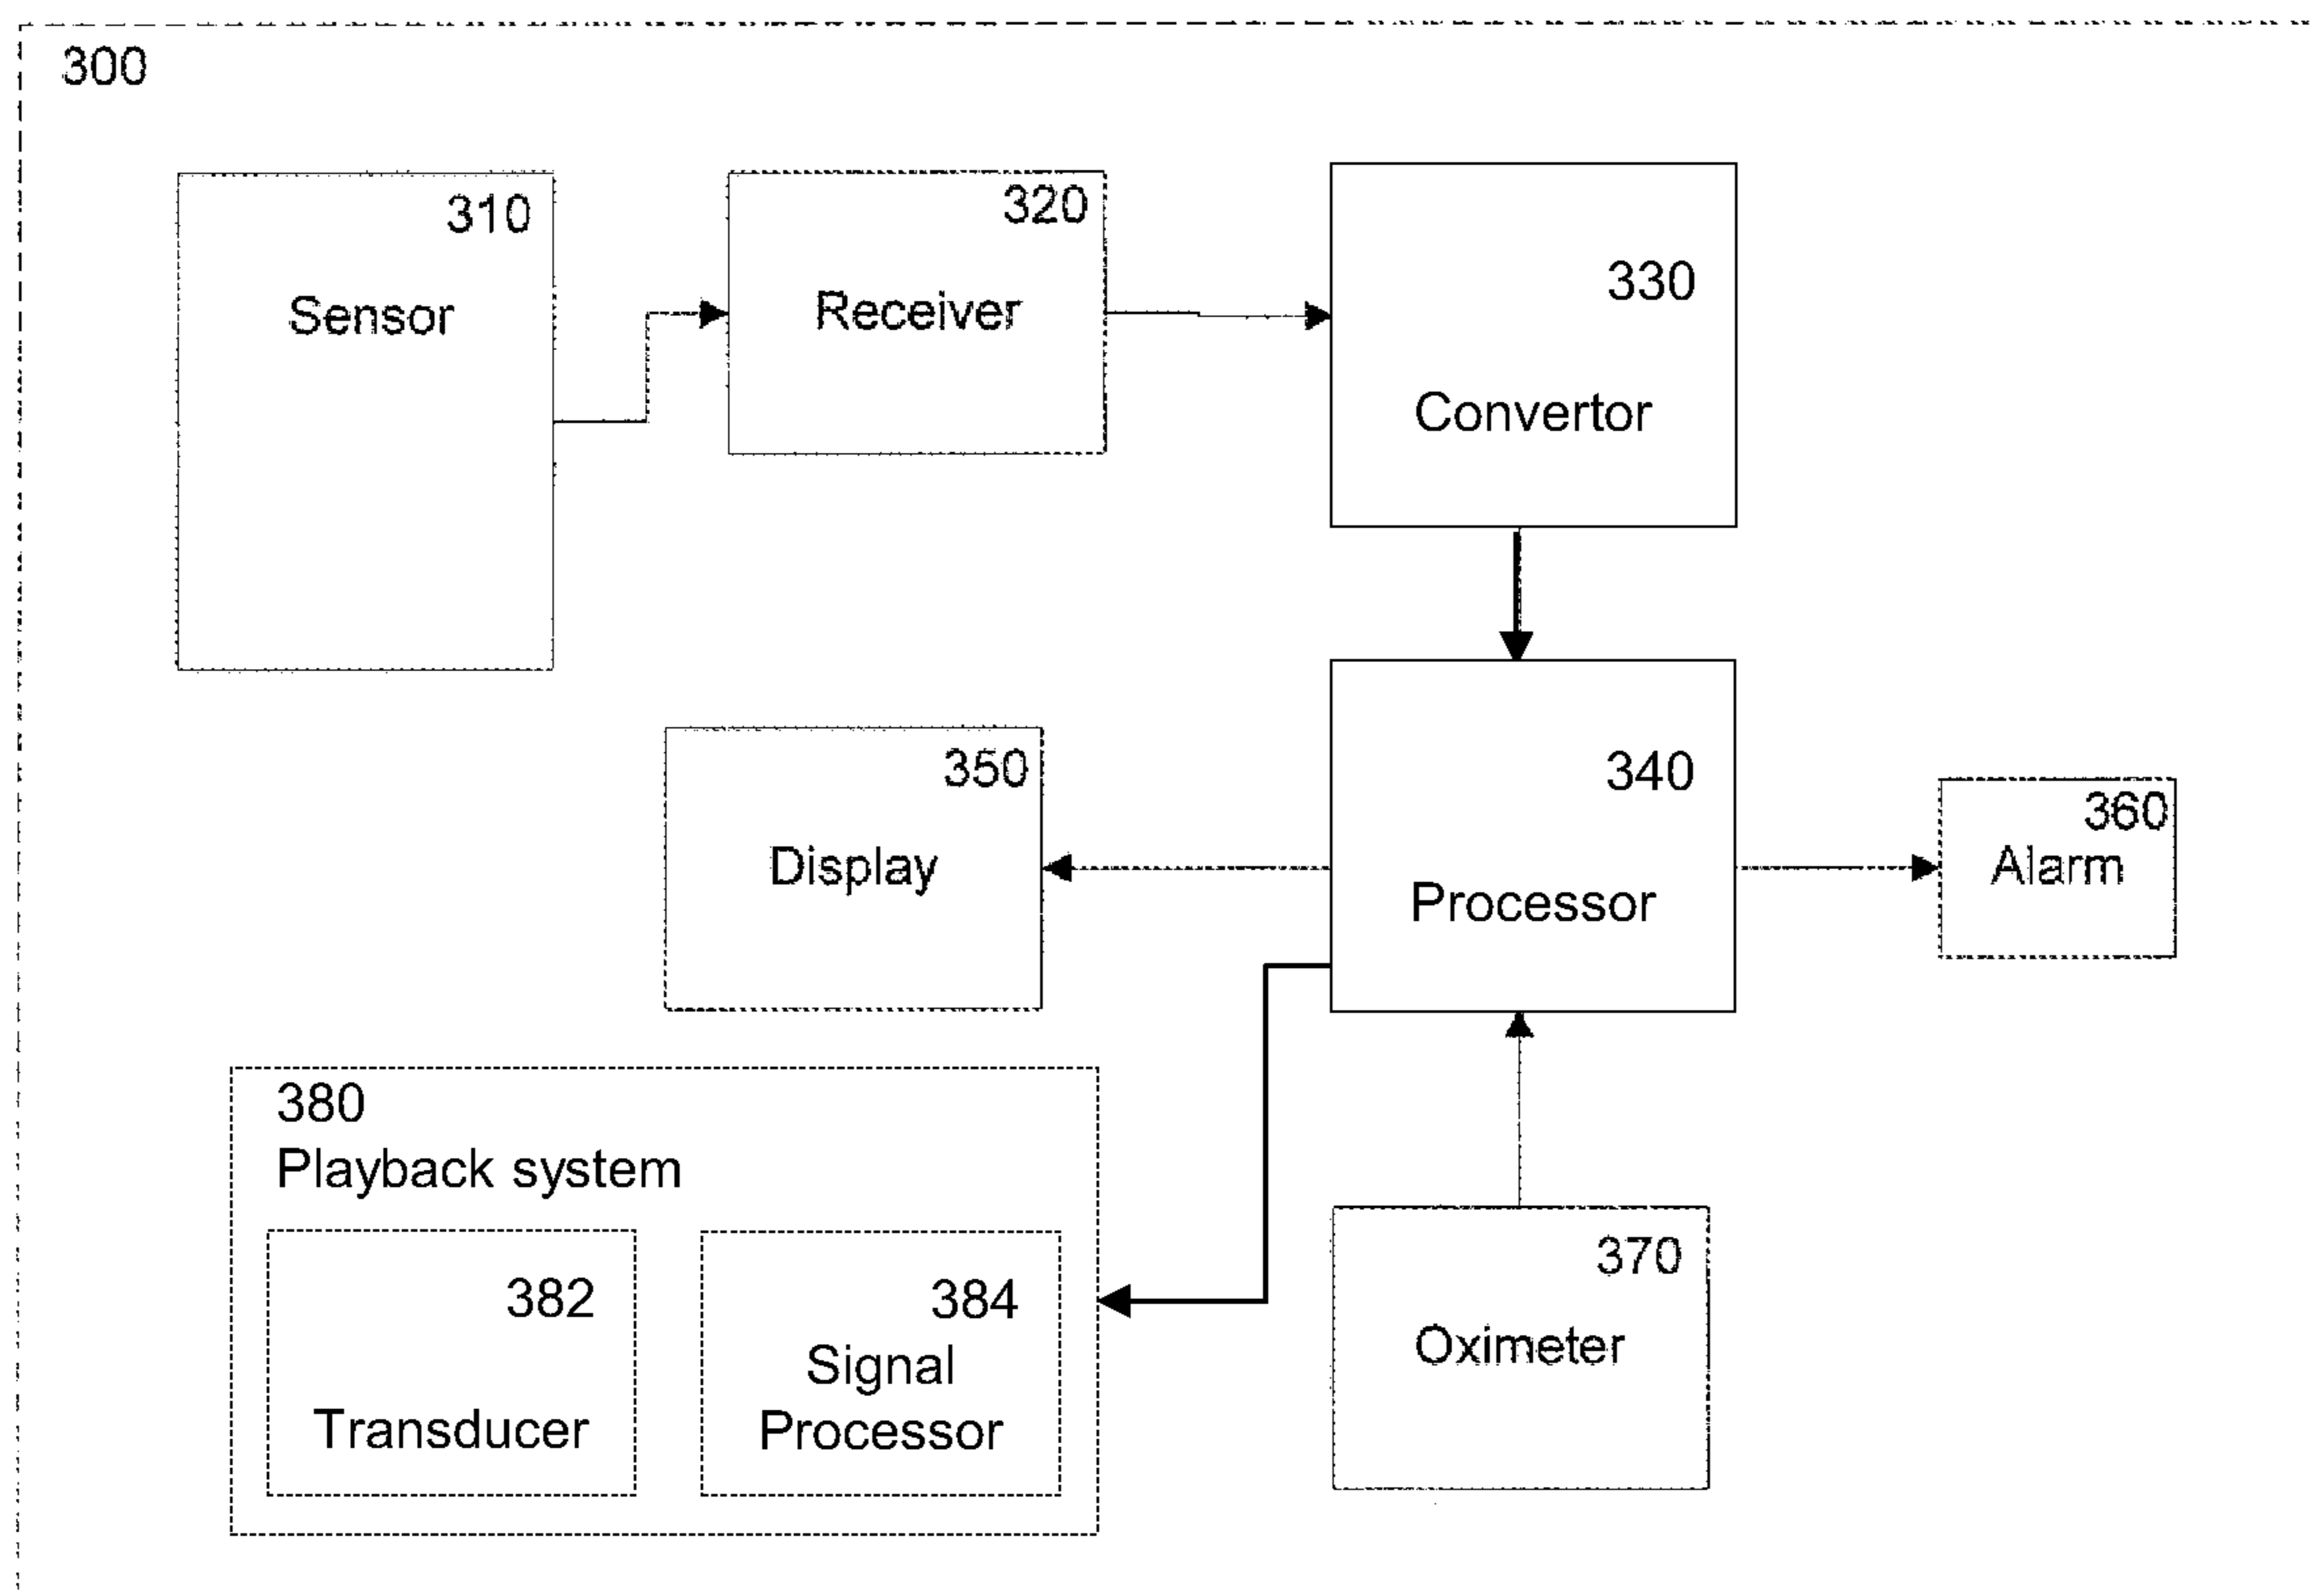 300
310
Sensor
320
Receiver
330
Convertor
340
Processor
350
Display
360
Alarm
380
Playback system
382
Transducer
384
Signal
Processor
370
Oximeter